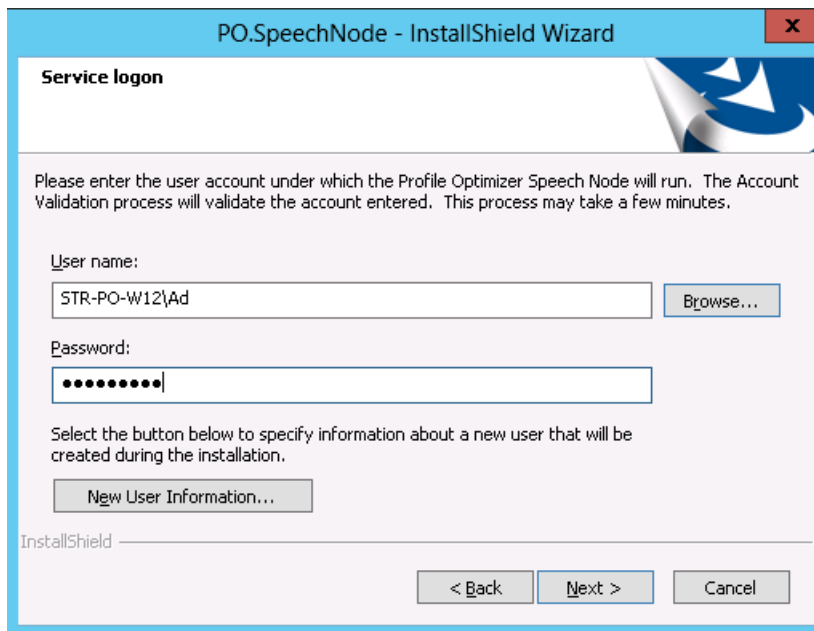 PO.SpeechNode - InstallShield Wizard
x
Service logon
Please enter the user account under which the Profile Optimizer Speech Node will run.  The Account
Validation process will validate the account entered.  This process may take a few minutes.
User name:
STR-PO-W12\Ad
Browse...
Password:
•••••••••
Select the button below to specify information about a new user that will be
created during the installation.
New User Information...
InstallShield
< Back
Next >
Cancel